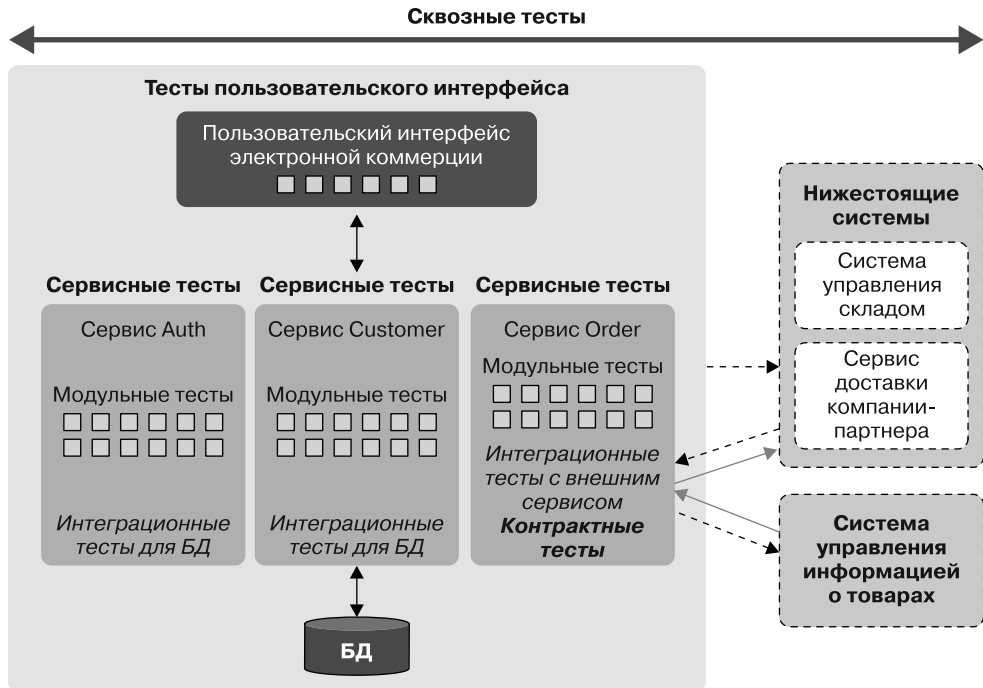 Сквозные тесты
Тесты пользовательского интерфейса
Пользовательский интерфейс
электронной коммерции
Сервисные тесты
Сервис Auth
Модульные тесты
Интеграционные
тесты для БД
Сервисные тесты
Сервис Customer
Модульные тесты
Интеграционные
тесты для БД
Сервисные тесты
Сервис Order
Модульные тесты
Интеграционные
тесты с внешним
сервисом
Контрактные
тесты
БД
Нижестоящие
системы
Система
управления
складом
Сервис
доставки
компании-
партнера
Система
управления
информацией
о товарах